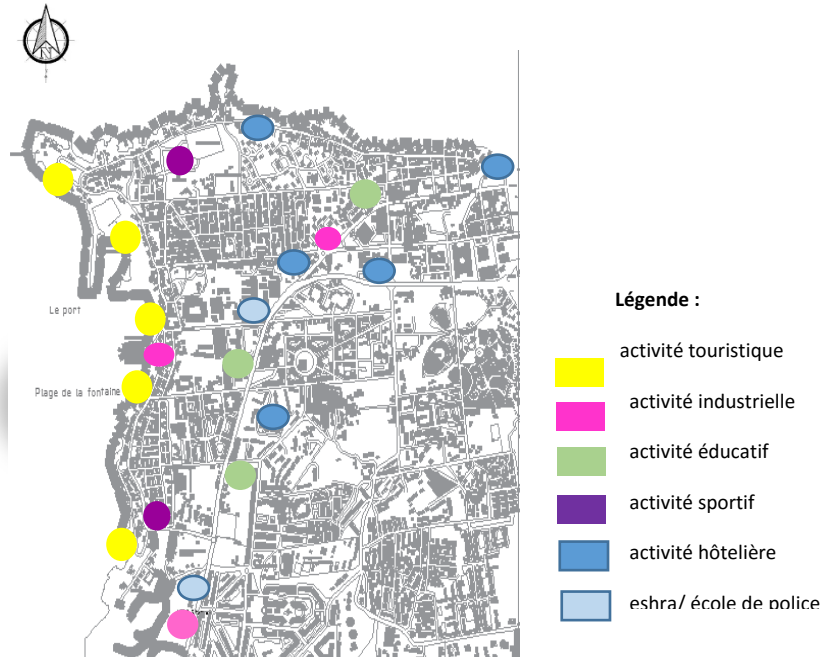 N
Le port
Plage de la fontaine
Légende :
activité touristique
activité industrielle
activité éducatif
activité sportif
activité hôtelière
eshra/ école de police